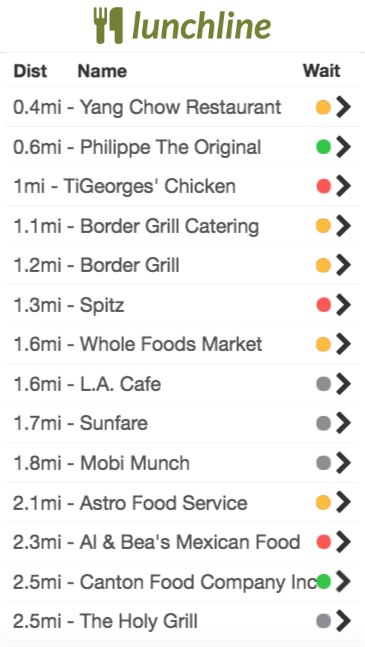 lunchline
Dist Name Wait
0.4mi - Yang Chow Restaurant
0.6mi - Philippe The Original
1mi - TiGeorges' Chicken
1.1mi - Border Grill Catering
1.2mi - Border Grill
1.3mi - Spitz
1.6mi - Whole Foods Market
1.6mi - L.A. Cafe
1.7mi - Sunfare
1.8mi - Mobi Munch
2.1mi - Astro Food Service
2.3mi - Al & Bea's Mexican Food
2.5mi - Canton Food Company Inc
2.5mi - The Holy Grill